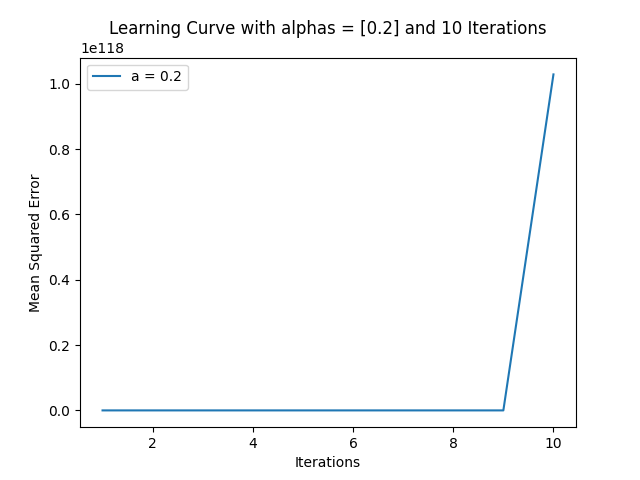 Learning Curve with alphas = [0.2] and 10 Iterations
1e118
a = 0.2
1.0
0.8
0.6
0.4
0.2
0.0
Mean Squared Error
2 4 6 8 10
Iterations